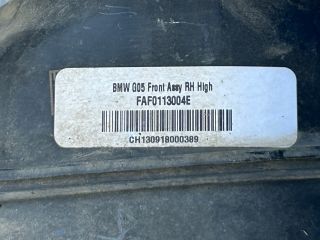 BMW G05 Front Assy RH High
FAF0113004E
CH130918000389